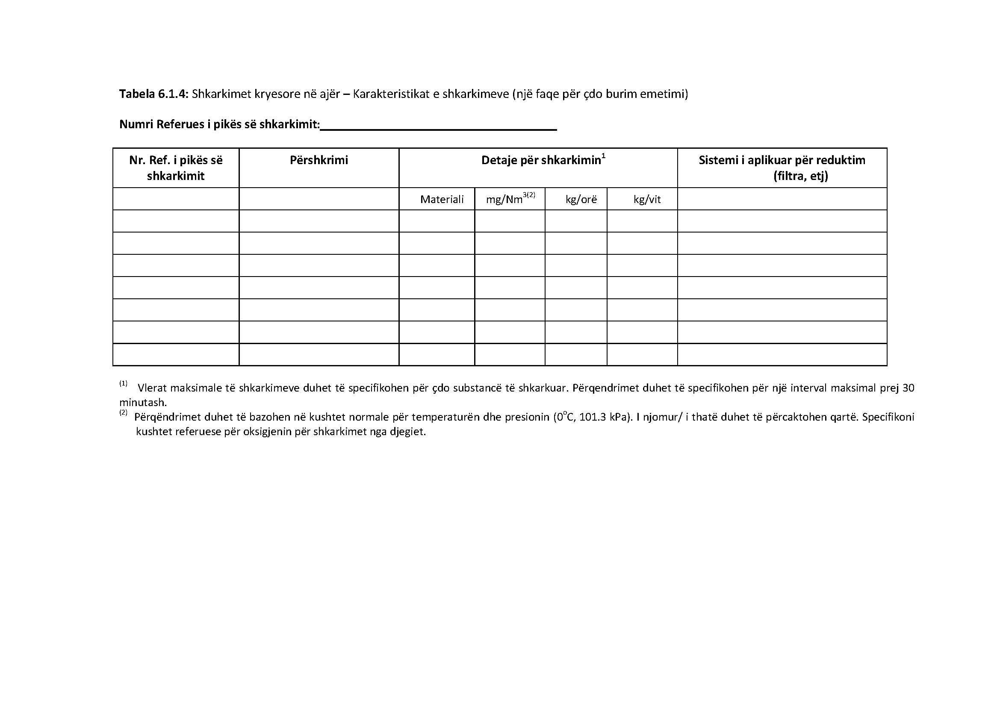 Tabela 6.1.4: Shkarkimet kryesore në ajër – Karakteristikat e shkarkimeve (një faqe për çdo burim emetimi)
Numri Referues i pikës së shkarkimit:
Nr. Ref. i pikës së
shkarkimit
Përshkrimi
Detaje për shkarkimin1
Sistemi i aplikuar për reduktim
(filtra, etj)
Materiali
mg/Nm3(2)
kg/orë
kg/vit
(1) Vlerat maksimale të shkarkimeve duhet të specifikohen për çdo substancë të shkarkuar. Përqendrimet duhet të specifikohen për një interval maksimal prej 30
minutash.
(2) Përqëndrimet duhet të bazohen në kushtet normale për temperaturën dhe presionin (0oC, 101.3 kPa). I njomur/ i thatë duhet të përcaktohen qartë. Specifikoni
kushtet referuese për oksigjenin për shkarkimet nga djegiet.